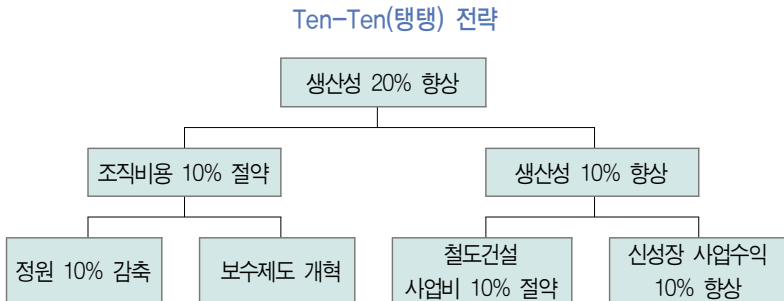 Ten-Ten(탱탱) 전략
생산성 20% 향상
조직비용 10% 절약
생산성 10% 향상
정원 10% 감축
보수제도 개혁
철도건설
사업비 10% 절약
신성장 사업수익
10% 향상